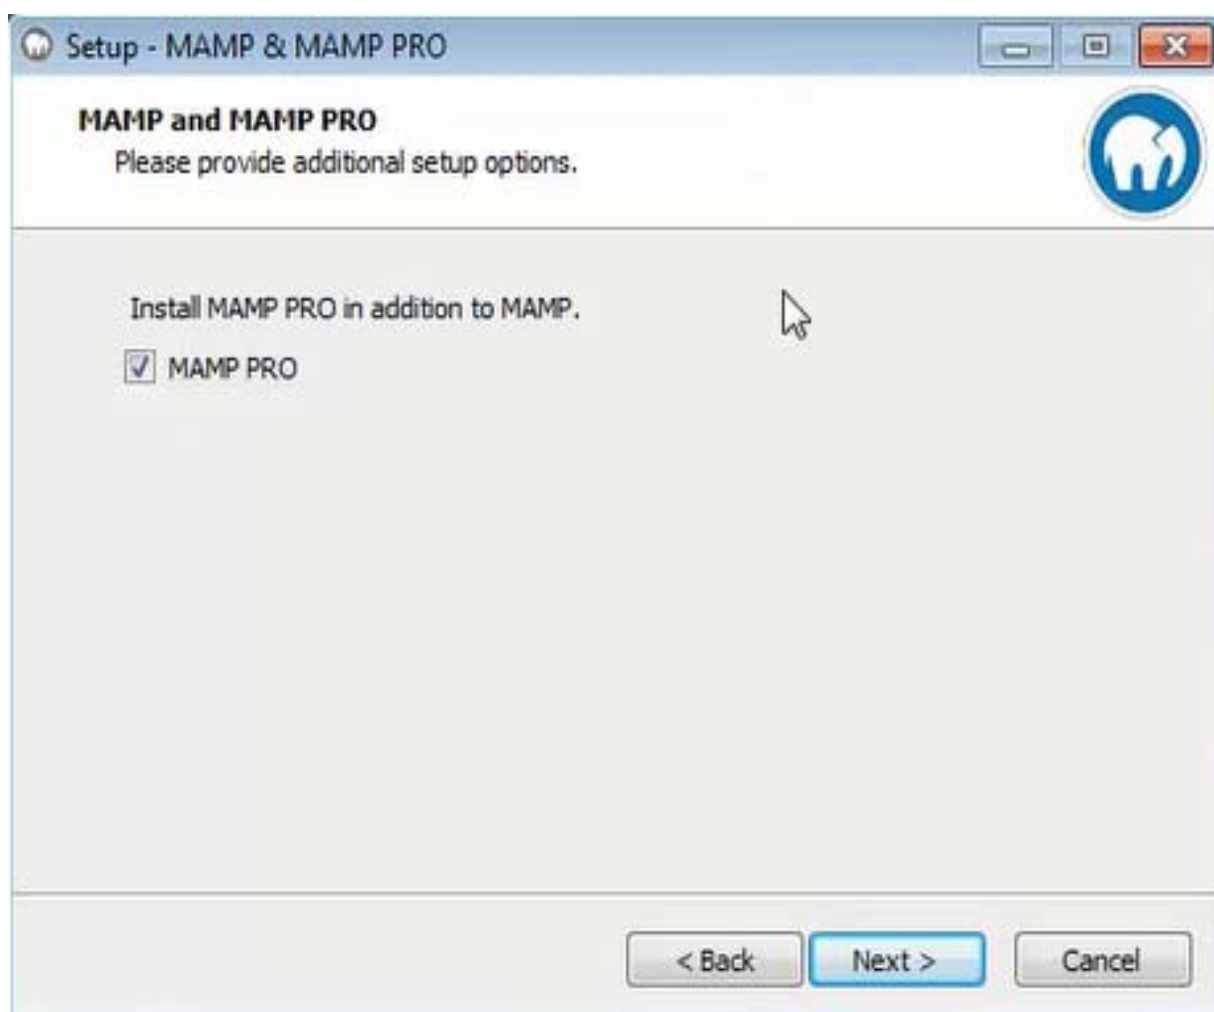 Setup - MAMP & MAMP PRO
MAMP and MAMP PRO
Please provide additional setup options.
Install MAMP PRO in addition to MAMP.
MAMP PRO
< Back Next > Cancel